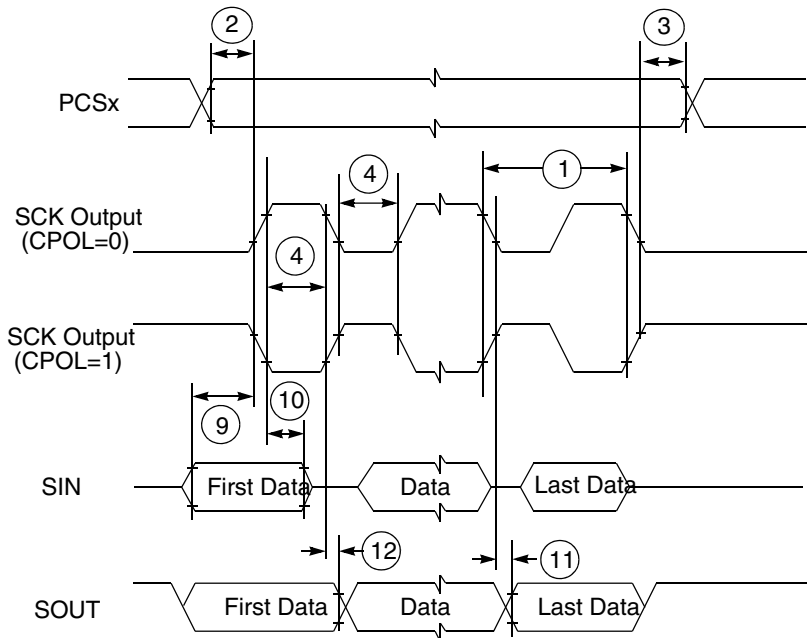 2
3
PCSx
4
1
SCK Output
(CPOL=0)
4
SCK Output
(CPOL=1)
9
10
SIN
First Data
Data
Last Data
12
11
SOUT
First Data
Data
Last Data